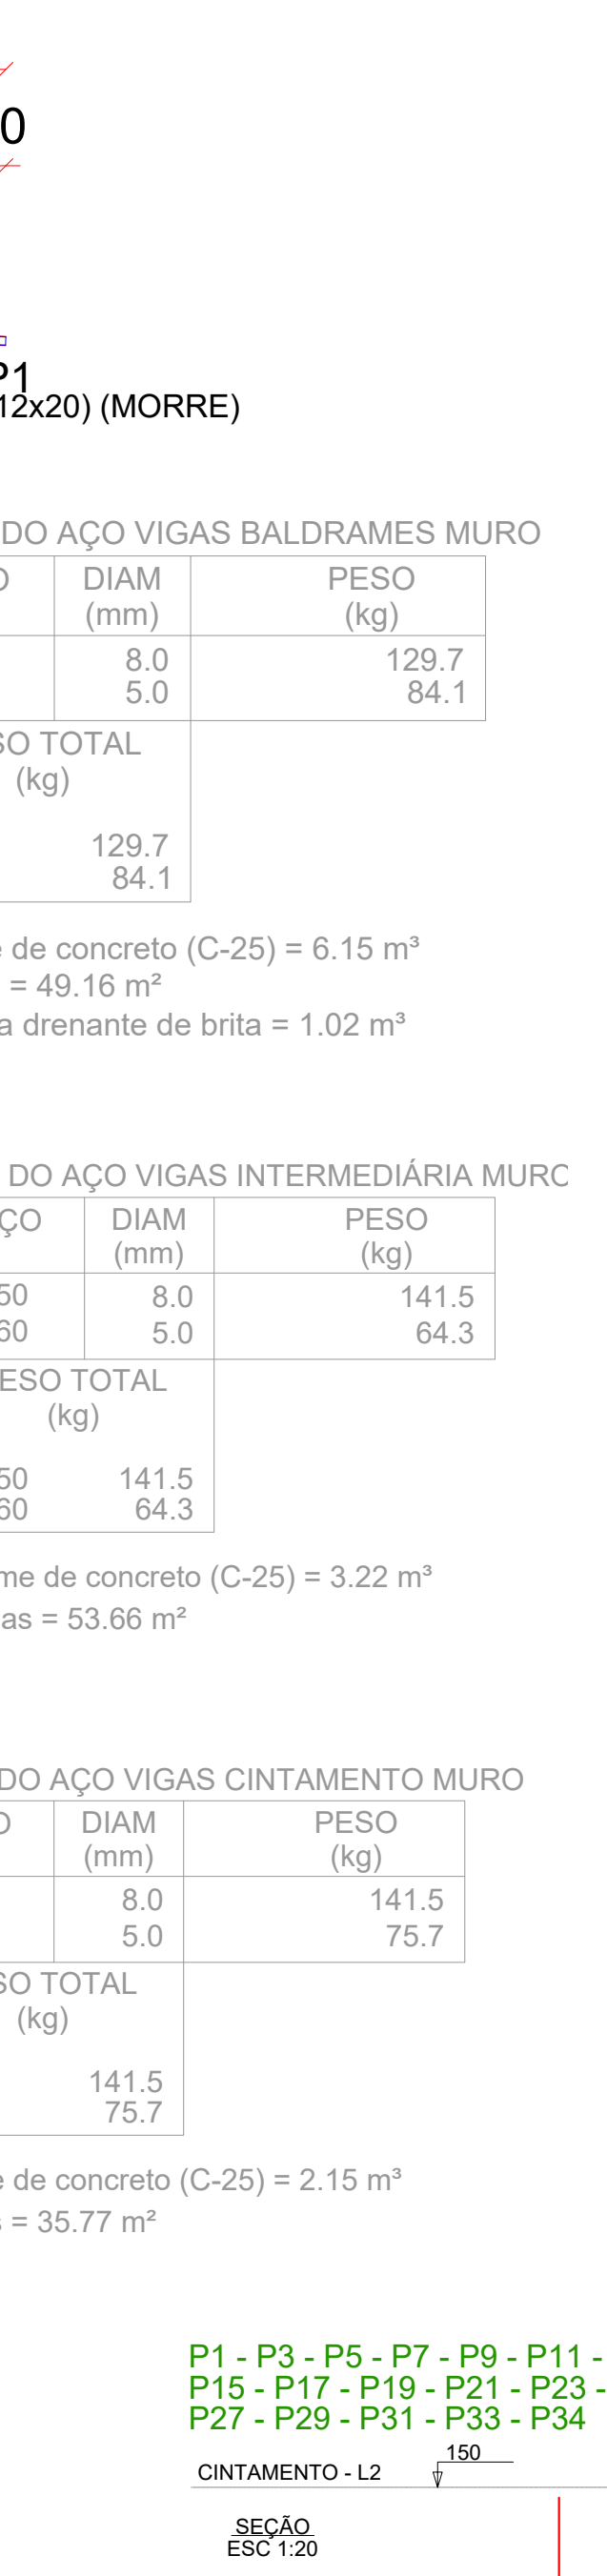 0
P1
12x20) (MORRE)
DO AÇO VIGAS BALDRAMES MURO
DIAM PESO
(mm) (kg)
8.0 129.7
5.0 84.1
SO TOTAL
(kg)
129.7
84.1
e de concreto (C-25) = 6.15 m³
= 49.16 m²
a drenante de brita = 1.02 m³
DO AÇO VIGAS INTERMEDIÁRIA MURO
ÇO DIAM PESO
(mm) (kg)
50 8.0 141.5
60 5.0 64.3
ESO TOTAL
(kg)
50 141.5
60 64.3
me de concreto (C-25) = 3.22 m³
as = 53.66 m²
DO AÇO VIGAS CINTAMENTO MURO
O DIAM PESO
(mm) (kg)
8.0 141.5
5.0 75.7
SO TOTAL
(kg)
141.5
75.7
e de concreto (C-25) = 2.15 m³
s = 35.77 m²
P1 - P3 - P5 - P7 - P9 - P11 -
P15 - P17 - P19 - P21 - P23 -
P27 - P29 - P31 - P33 - P34
150
CINTAMENTO - L2
SEÇÃO
ESC 1:20